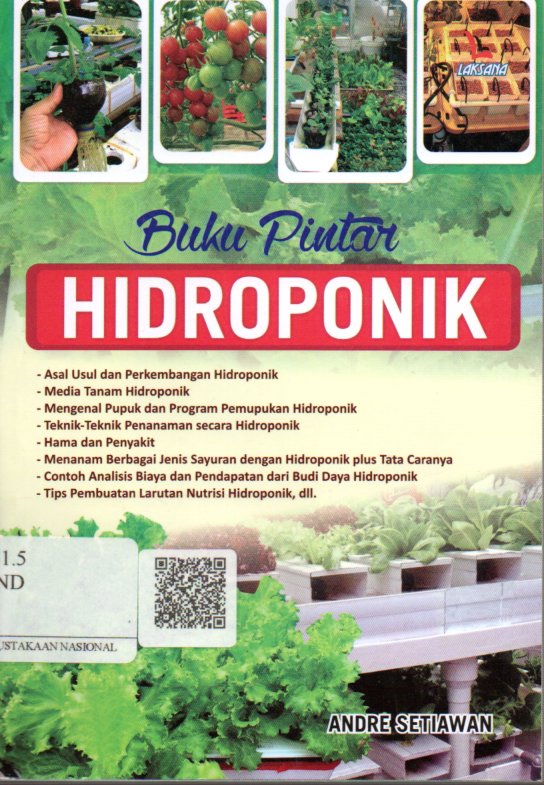 LAKSANA
Buku Pintar
HIDROPONIK
- Asal Usul dan Perkembangan Hidroponik
- Media Tanam Hidroponik
- Mengenal Pupuk dan Program Pemupukan Hidroponik
- Teknik-Teknik Penanaman secara Hidroponik
- Hama dan Penyakit
- Menanam Berbagai Jenis Sayuran dengan Hidroponik plus Tata Caranya
- Contoh Analisis Biaya dan Pendapatan dari Budi Daya Hidroponik
- Tips Pembuatan Larutan Nutrisi Hidroponik, dll.
1.5
ND
USTAKAAN NASIONAL
ANDRE SETIAWAN